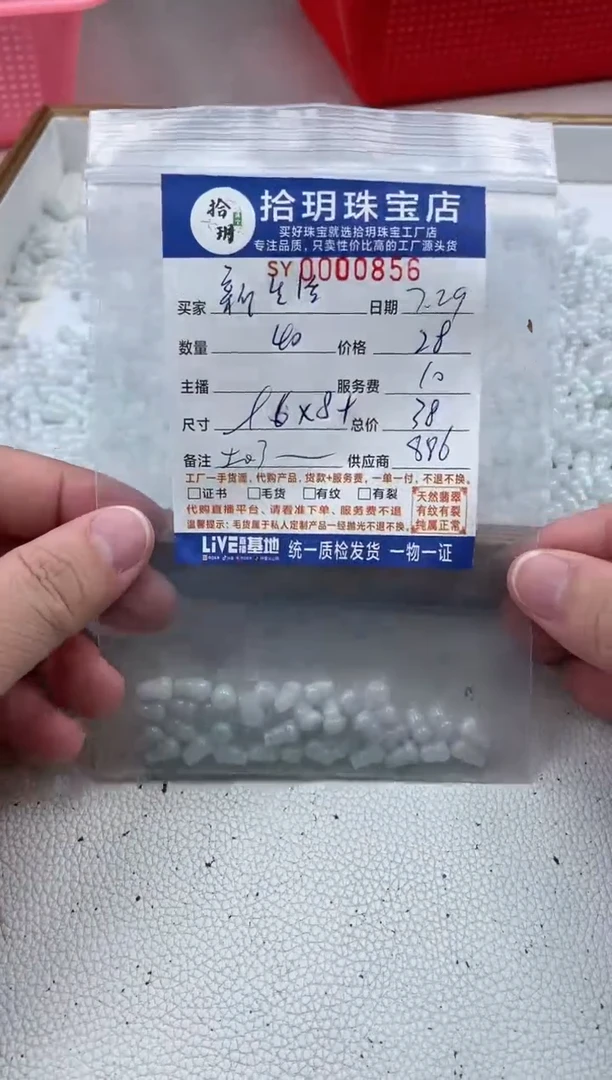 拾玥
拾玥珠宝店
买好珠宝就选拾玥珠宝工厂店
专注品质，只卖性价比高的工厂源头货
SY 0000856
买家 新生活 日期 7.29
数量 40 价格 28
主播 服务费 10
尺寸 6×8+ 总价 38
备注 供应商 886
工厂一手货源，代购产品，货款+服务费，一单一付，不退不换。
□证书 □毛货 □有纹 □有裂
天然翡翠
有纹有裂
纯属正常
代购直播平台、请看准下单、服务费不退
温馨提示：毛货属于私人定制产品一经抛光不退不换。
LiVE 基地 统一质检发货 一物一证